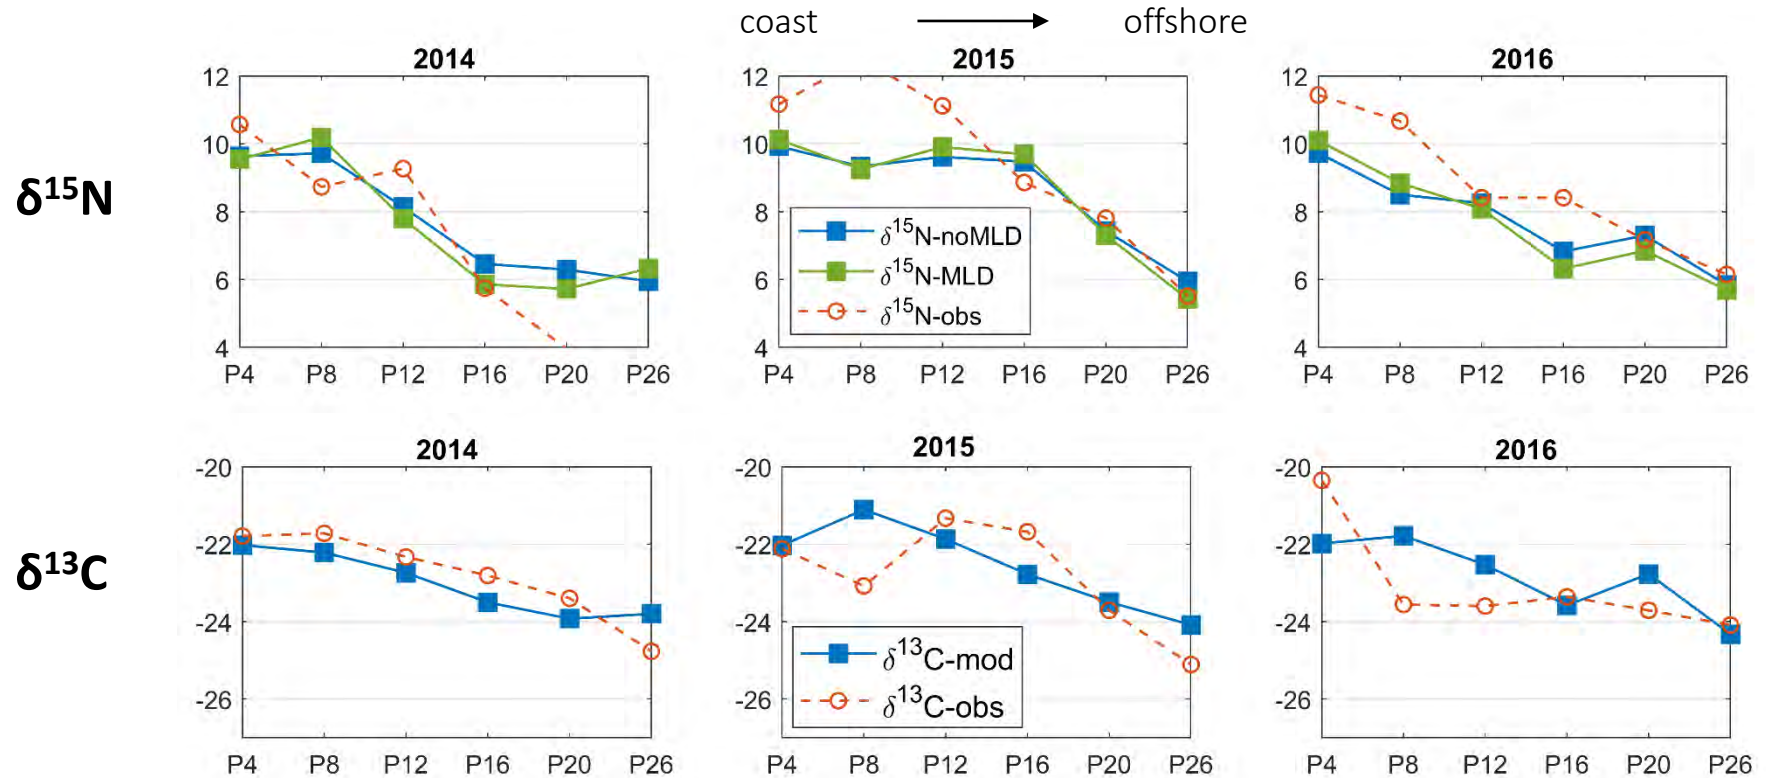 coast offshore
2014 2015 2016
δ15N
12 12 12
10 10 10
8 8 8
6 6 6
4 4 4
δ15N-noMLD
δ15N-MLD
δ15N-obs
P4 P8 P12 P16 P20 P26 P4 P8 P12 P16 P20 P26 P4 P8 P12 P16 P20 P26
2014 2015 2016
δ13C
-20 -20 -20
-22 -22 -22
-24 -24 -24
-26 -26 -26
δ13C-mod
δ13C-obs
P4 P8 P12 P16 P20 P26 P4 P8 P12 P16 P20 P26 P4 P8 P12 P16 P20 P26